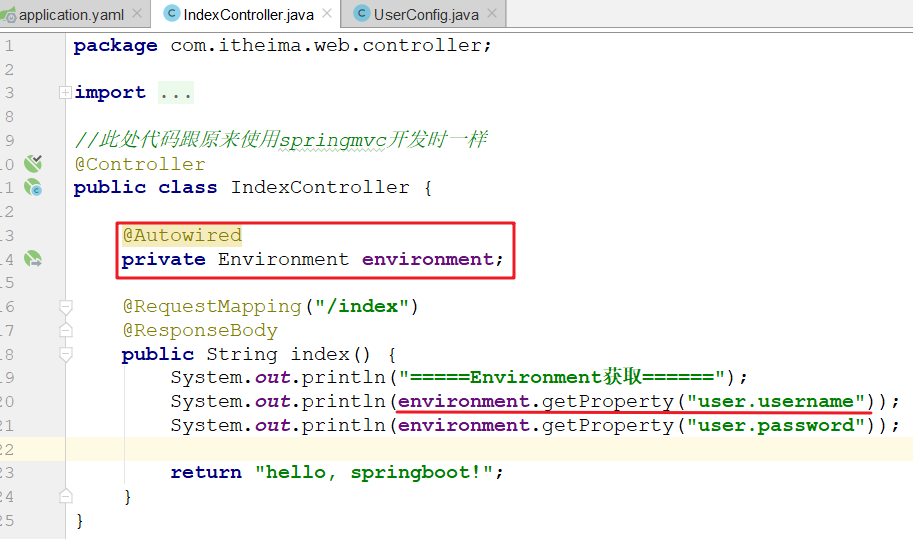 application.yaml × IndexController.java × UserConfig.java ×
1 package com.itheima.web.controller;
2
3 import ...
8
9 //此处代码跟原来使用springmvc开发时一样
10 @Controller
11 public class IndexController {
12
13 @Autowired
14 private Environment environment;
15
16 @RequestMapping("/index")
17 @ResponseBody
18 public String index() {
19 System.out.println("=====Environment获取======");
20 System.out.println(environment.getProperty("user.username"));
21 System.out.println(environment.getProperty("user.password"));
22
23 return "hello, springboot!";
24 }
25 }